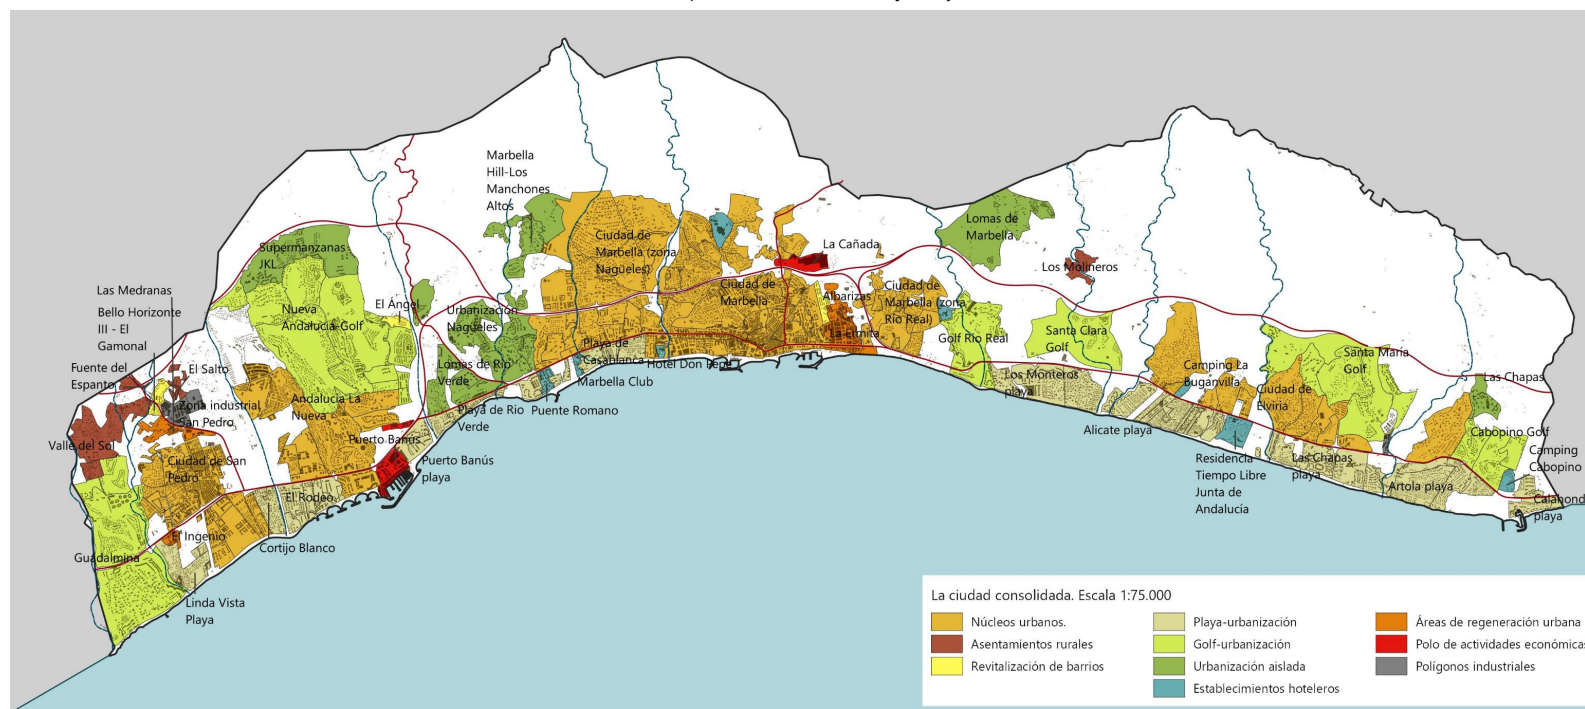 Marbella
Hill-Los
Manchones
Altos
Ciudad de
Marbella (zona
Nagüeles)
Lomas de
Marbella
La Cañada
Los Molineros
Supermanzanas
JKL
Las Medranas
Bello Horizonte
III - El
Gamonal
Nueva
Andalucía-Golf
El Ángel
Urbanización
Nagüeles
Ciudad de
Marbella
Albarizas
Ciudad de
Marbella (zona
Río Real)
La Ermita
Golf Río Real
Santa Clara
Golf
Santa María
Golf
Fuente del
Espanto
El Salto
Zona industrial
San Pedro
Andalucía La
Nueva
Lomas de Río
Verde
Playa de
Casablanca
Hotel Don Pepe
Marbella Club
Puente Romano
Playa de Río
Verde
Los Monteros
playa
Camping La
Buganvilla
Ciudad de
Elviria
Las Chapas
Valle del Sol
Puerto Banús
Puerto Banús
playa
Alicate playa
Cabopino Golf
Camping
Cabopino
Ciudad de San
Pedro
El Rodeo
Residencia
Tiempo Libre
Junta de
Andalucía
Las Chapas
playa
Artola playa
Calahond
playa
El Ingenio
Cortijo Blanco
Guadalmina
Linda Vista
Playa
La ciudad consolidada. Escala 1:75.000
Núcleos urbanos.
Asentamientos rurales
Revitalización de barrios
Playa-urbanización
Golf-urbanización
Urbanización aislada
Establecimientos hoteleros
Áreas de regeneración urbana
Polo de actividades económicas
Polígonos industriales